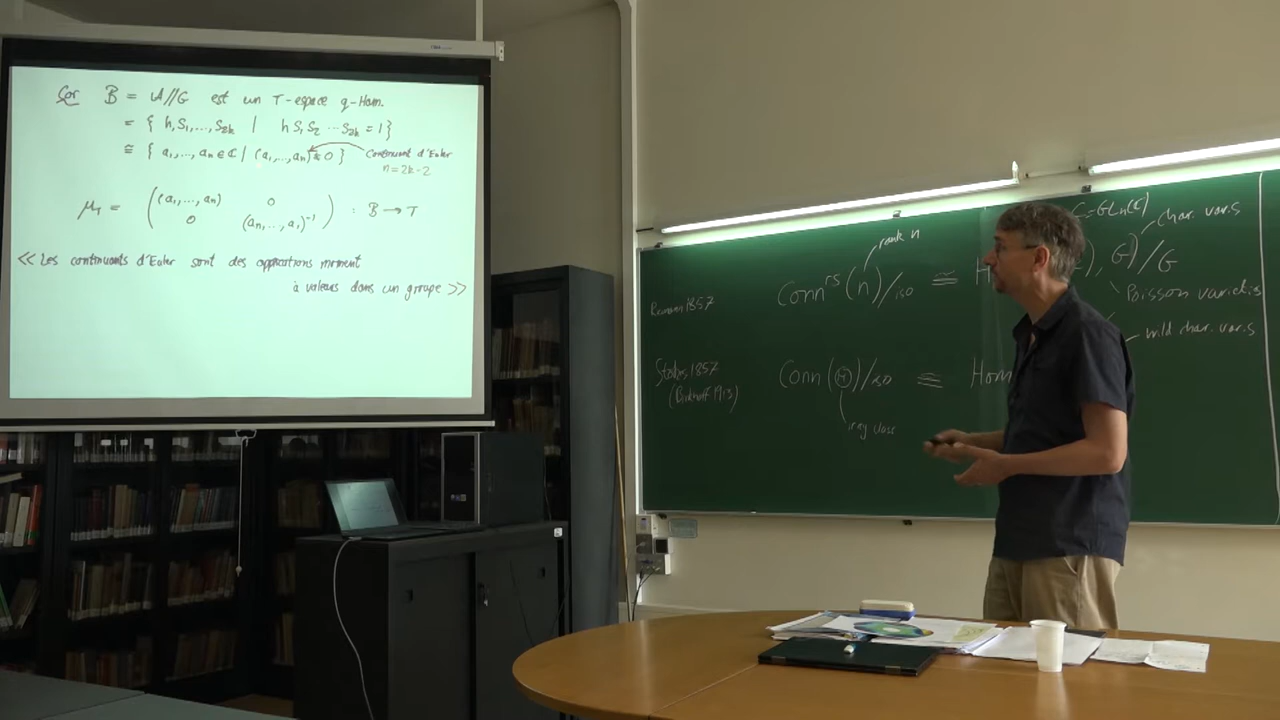 Cor B = A//G est un T-espace q-Ham.
= { h, S₁, ..., S₂ₖ | h S₁ S₂ ... S₂ₖ = 1 }
≅ { a₁, ..., aₙ ∈ ℂ | (a₁, ..., aₙ) ≠ 0 } Continuant d'Euler
n = 2k-2
μ_T = ( (a₁, ..., aₙ) 0
0 (aₙ, ..., a₁)⁻¹ ) : B → T
<< Les continuants d'Euler sont des applications moment
à valeurs dans un groupe >>
G=GLn(ℂ)
rank n
char. var.s
Riemann 1857
Conn^rs (n)/iso ≅ H ), G)/G
Poisson varieties
wild char. var.s
Stokes 1857
(Birkhoff 1913)
Conn (Θ)/iso ≅ Hom
irreg class